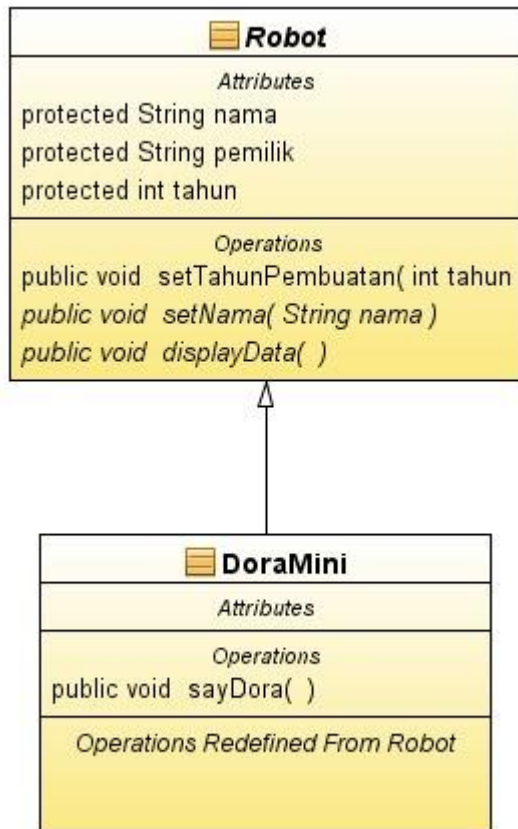 Robot
Attributes
protected String nama
protected String pemilik
protected int tahun
Operations
public void setTahunPembuatan( int tahun
public void setNama( String nama )
public void displayData( )
DoraMini
Attributes
Operations
public void sayDora( )
Operations Redefined From Robot